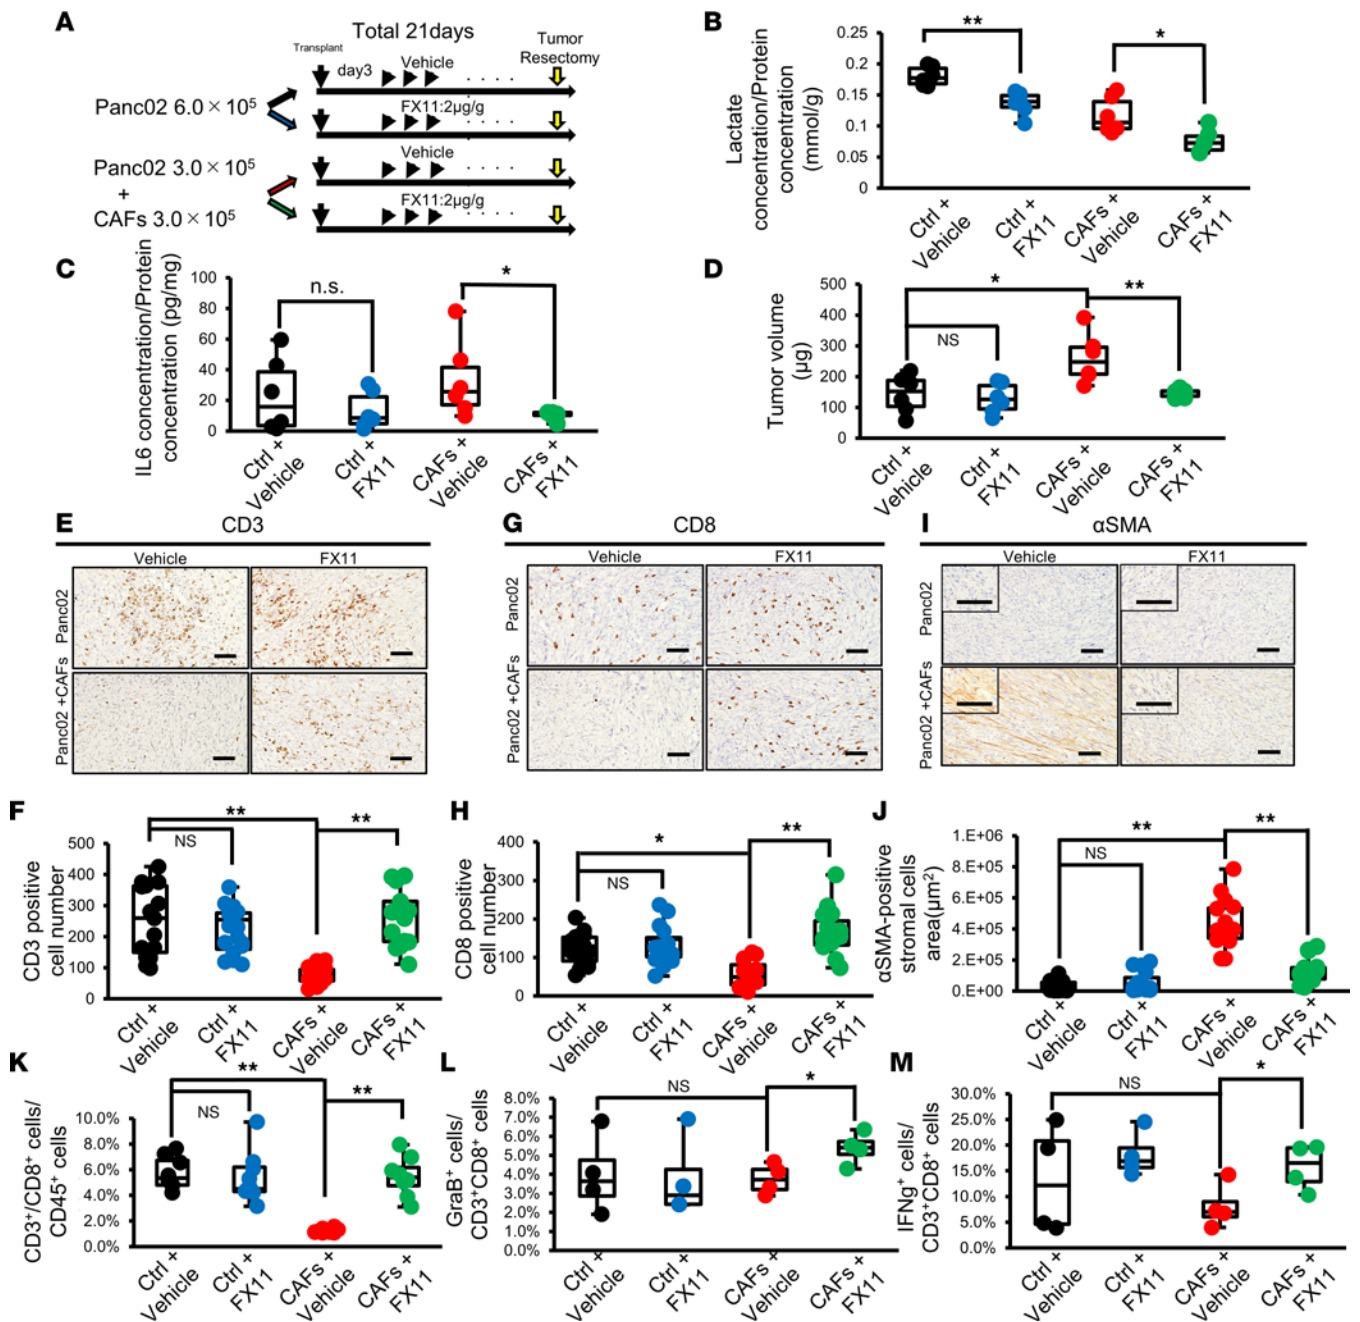 A
Total 21days
Transplant
day3
Vehicle
. . . .
Tumor
Resectomy
Panc02 6.0×10⁵
FX11:2μg/g
. . . .
Vehicle
. . . .
Panc02 3.0×10⁵
+
CAFs 3.0×10⁵
FX11:2μg/g
. . . .
B
Lactate
concentration/Protein
concentration
(mmol/g)
0.25
0.2
0.15
0.1
0.05
0
**
*
Ctrl +
Vehicle
Ctrl +
FX11
CAFs +
Vehicle
CAFs +
FX11
C
IL6 concentration/Protein
concentration (pg/mg)
100
80
60
40
20
0
n.s.
*
Ctrl +
Vehicle
Ctrl +
FX11
CAFs +
Vehicle
CAFs +
FX11
D
Tumor volume
(μg)
500
400
300
200
100
0
*
**
NS
Ctrl +
Vehicle
Ctrl +
FX11
CAFs +
Vehicle
CAFs +
FX11
E
CD3
Vehicle
FX11
Panc02
Panc02 +CAFs
G
CD8
Vehicle
FX11
Panc02
Panc02 +CAFs
I
αSMA
Vehicle
FX11
Panc02
Panc02 +CAFs
F
CD3 positive
cell number
500
400
300
200
100
0
**
**
NS
Ctrl +
Vehicle
Ctrl +
FX11
CAFs +
Vehicle
CAFs +
FX11
H
CD8 positive
cell number
400
300
200
100
0
*
**
NS
Ctrl +
Vehicle
Ctrl +
FX11
CAFs +
Vehicle
CAFs +
FX11
J
αSMA-positive
stromal cells
area(μm²)
1.E+06
8.E+05
6.E+05
4.E+05
2.E+05
0.E+00
**
**
NS
Ctrl +
Vehicle
Ctrl +
FX11
CAFs +
Vehicle
CAFs +
FX11
K
CD3⁺/CD8⁺ cells/
CD45⁺ cells
10.0%
8.0%
6.0%
4.0%
2.0%
0.0%
**
**
NS
Ctrl +
Vehicle
Ctrl +
FX11
CAFs +
Vehicle
CAFs +
FX11
L
GraB⁺ cells/
CD3⁺CD8⁺ cells
8.0%
7.0%
6.0%
5.0%
4.0%
3.0%
2.0%
1.0%
0.0%
NS
*
Ctrl +
Vehicle
Ctrl +
FX11
CAFs +
Vehicle
CAFs +
FX11
M
IFNg⁺ cells/
CD3⁺CD8⁺ cells
30.0%
25.0%
20.0%
15.0%
10.0%
5.0%
0.0%
NS
*
Ctrl +
Vehicle
Ctrl +
FX11
CAFs +
Vehicle
CAFs +
FX11